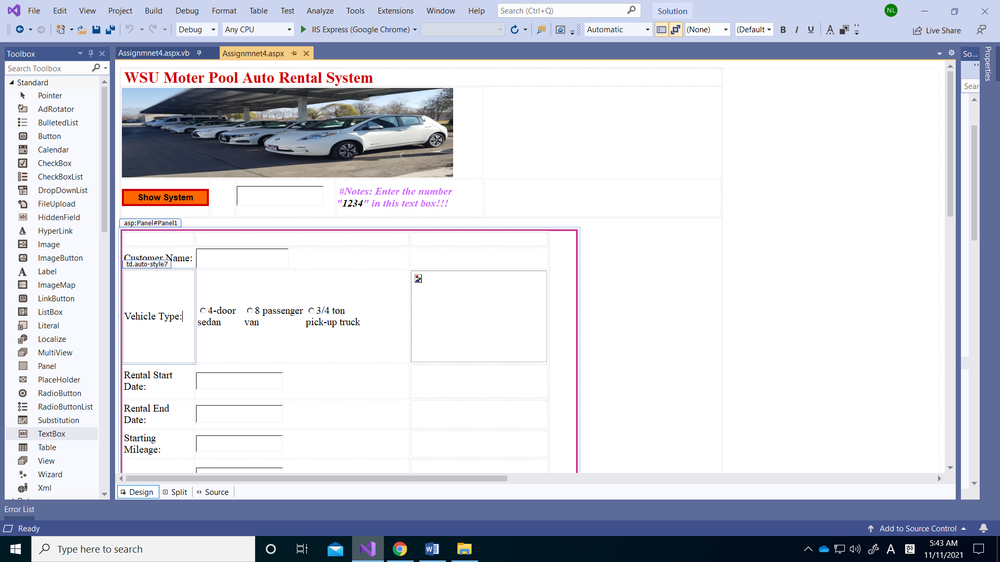 File Edit View Project Build Debug Format Table Test Analyze Tools Extensions Window Help Search (Ctrl+Q) Solution NL
Debug Any CPU IIS Express (Google Chrome) Automatic (None) (Default B I U A Live Share
Toolbox
Search Toolbox
Standard
Pointer
AdRotator
BulletedList
Button
Calendar
CheckBox
CheckBoxList
DropDownList
FileUpload
HiddenField
HyperLink
Image
ImageButton
Label
ImageMap
LinkButton
ListBox
Literal
Localize
MultiView
Panel
PlaceHolder
RadioButton
RadioButtonList
Substitution
TextBox
Table
View
Wizard
Xml
Assignmnet4.aspx.vb Assignmnet4.aspx
WSU Moter Pool Auto Rental System
Show System
#Notes: Enter the number
"1234" in this text box!!!
asp:Panel#Panel1
Customer Name:
td.auto-style7
Vehicle Type:
4-door
sedan
8 passenger
van
3/4 ton
pick-up truck
Rental Start
Date:
Rental End
Date:
Starting
Mileage:
Design Split Source
So...
Sear
Properties
Error List
Ready Add to Source Control
Type here to search
A 한 5:43 AM
11/11/2021